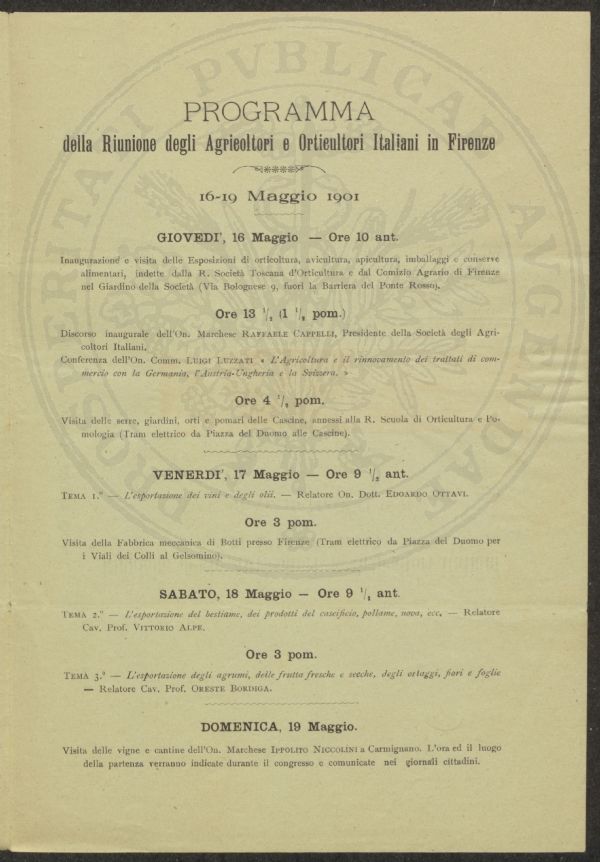 PROGRAMMA
della Riunione degli Agricoltori e Orticultori Italiani in Firenze
16-19 Maggio 1901
GIOVEDI', 16 Maggio — Ore 10 ant.
Inaugurazione e visita delle Esposizioni di orticoltura, avicultura, apicultura, imballaggi e conserve
alimentari, indette dalla R. Società Toscana d'Orticultura e dal Comizio Agrario di Firenze
nel Giardino della Società (Via Bolognese 9, fuori la Barriera del Ponte Rosso).
Ore 13 ½ (1 ½ pom.)
Discorso inaugurale dell'On. Marchese RAFFAELE CAPPELLI, Presidente della Società degli Agri-
coltori Italiani.
Conferenza dell'On. Comm. LUIGI LUZZATI « L'Agricoltura e il rinnovamento dei trattati di com-
mercio con la Germania, l'Austria-Ungheria e la Svizzera. »
Ore 4 ½ pom.
Visita delle serre, giardini, orti e pomari delle Cascine, annessi alla R. Scuola di Orticultura e Po-
mologia (Tram elettrico da Piazza del Duomo alle Cascine).
VENERDI', 17 Maggio — Ore 9 ½ ant.
TEMA 1.º — L'esportazione dei vini e degli olii. — Relatore On. Dott. EDOARDO OTTAVI.
Ore 3 pom.
Visita della Fabbrica meccanica di Botti presso Firenze (Tram elettrico da Piazza del Duomo per
i Viali dei Colli al Gelsomino).
SABATO, 18 Maggio — Ore 9 ½ ant.
TEMA 2.º — L'esportazione del bestiame, dei prodotti del caseificio, pollame, uova, ecc. — Relatore
Cav. Prof. VITTORIO ALPE.
Ore 3 pom.
TEMA 3.º — L'esportazione degli agrumi, delle frutta fresche e secche, degli ortaggi, fiori e foglie
— Relatore Cav. Prof. ORESTE BORDIGA.
DOMENICA, 19 Maggio.
Visita delle vigne e cantine dell'On. Marchese IPPOLITO NICCOLINI a Carmignano. L'ora ed il luogo
della partenza verranno indicate durante il congresso e comunicate nei giornali cittadini.